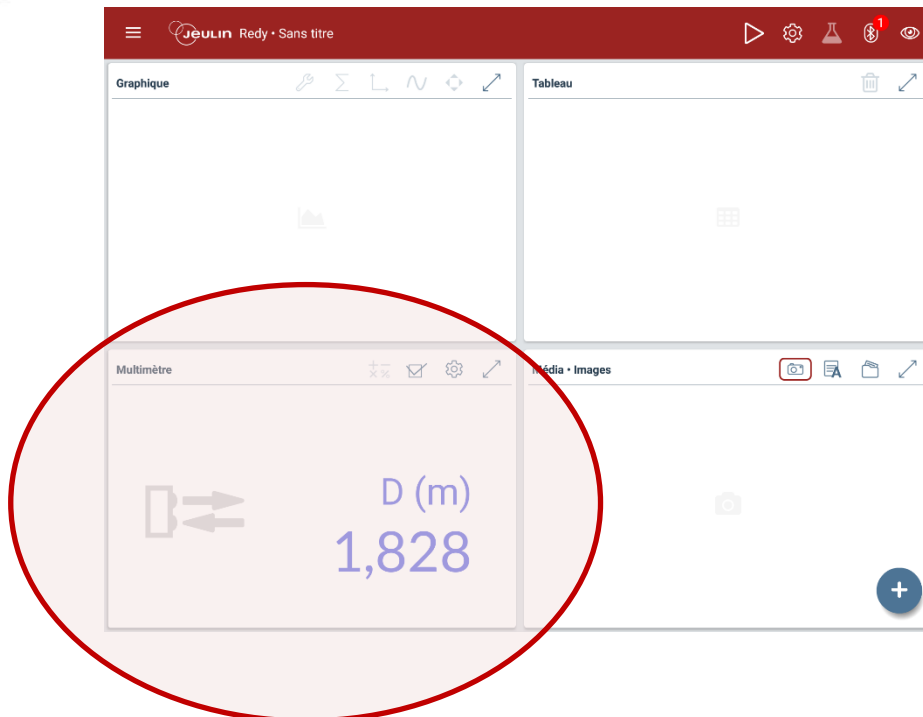 Jeulin Redy • Sans titre
1
Graphique
Tableau
Multimètre
Média • Images
A
D (m)
1,828